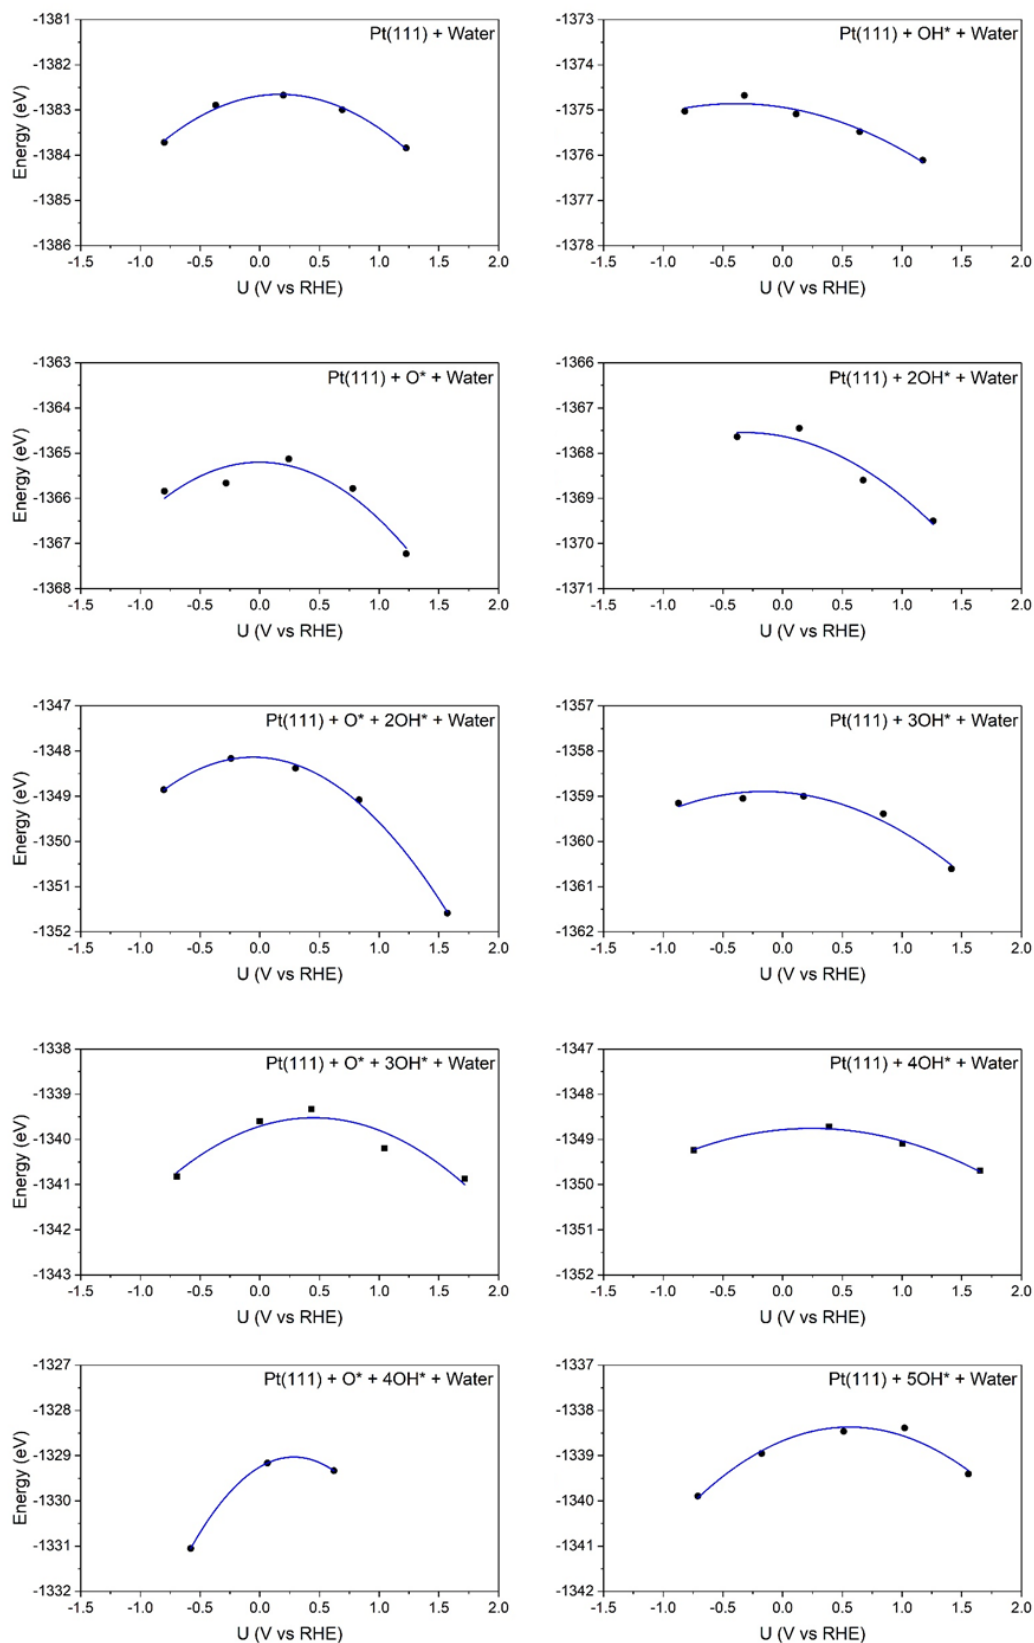 -1381
Pt(111) + Water
-1382
-1383
-1384
-1385
-1386
Energy (eV)
-1.5 -1.0 -0.5 0.0 0.5 1.0 1.5 2.0
U (V vs RHE)
-1373
Pt(111) + OH* + Water
-1374
-1375
-1376
-1377
-1378
Energy (eV)
-1.5 -1.0 -0.5 0.0 0.5 1.0 1.5 2.0
U (V vs RHE)
-1363
Pt(111) + O* + Water
-1364
-1365
-1366
-1367
-1368
Energy (eV)
-1.5 -1.0 -0.5 0.0 0.5 1.0 1.5 2.0
U (V vs RHE)
-1366
Pt(111) + 2OH* + Water
-1367
-1368
-1369
-1370
-1371
Energy (eV)
-1.5 -1.0 -0.5 0.0 0.5 1.0 1.5 2.0
U (V vs RHE)
-1347
Pt(111) + O* + 2OH* + Water
-1348
-1349
-1350
-1351
-1352
Energy (eV)
-1.5 -1.0 -0.5 0.0 0.5 1.0 1.5 2.0
U (V vs RHE)
-1357
Pt(111) + 3OH* + Water
-1358
-1359
-1360
-1361
-1362
Energy (eV)
-1.5 -1.0 -0.5 0.0 0.5 1.0 1.5 2.0
U (V vs RHE)
-1338
Pt(111) + O* + 3OH* + Water
-1339
-1340
-1341
-1342
-1343
Energy (eV)
-1.5 -1.0 -0.5 0.0 0.5 1.0 1.5 2.0
U (V vs RHE)
-1347
Pt(111) + 4OH* + Water
-1348
-1349
-1350
-1351
-1352
Energy (eV)
-1.5 -1.0 -0.5 0.0 0.5 1.0 1.5 2.0
U (V vs RHE)
-1327
Pt(111) + O* + 4OH* + Water
-1328
-1329
-1330
-1331
-1332
Energy (eV)
-1.5 -1.0 -0.5 0.0 0.5 1.0 1.5 2.0
U (V vs RHE)
-1337
Pt(111) + 5OH* + Water
-1338
-1339
-1340
-1341
-1342
Energy (eV)
-1.5 -1.0 -0.5 0.0 0.5 1.0 1.5 2.0
U (V vs RHE)